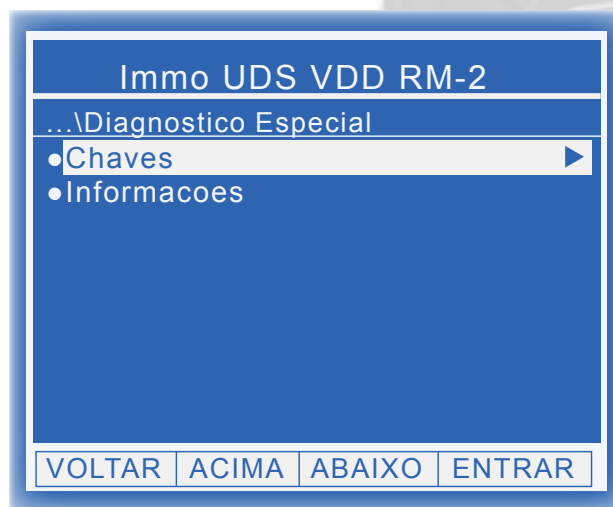 Immo UDS VDD RM-2
...\Diagnostico Especial
●Chaves ▶
●Informacoes
VOLTAR ACIMA ABAIXO ENTRAR